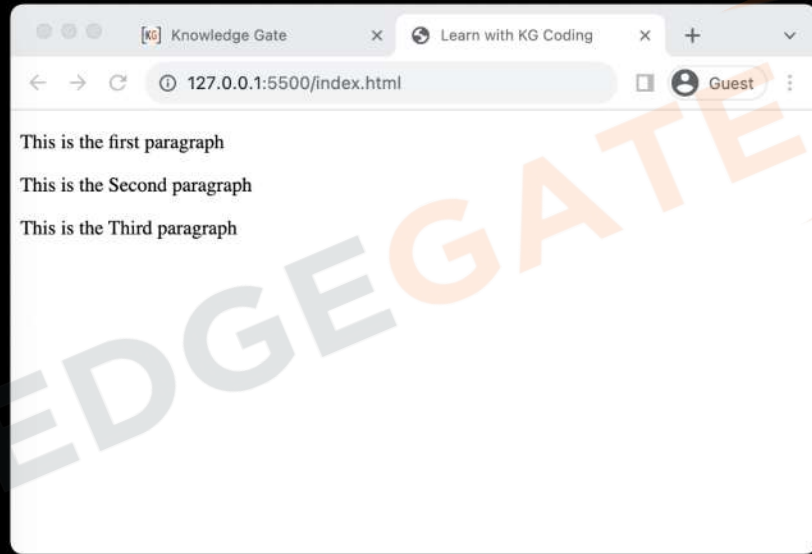 [KG] Knowledge Gate
Learn with KG Coding
127.0.0.1:5500/index.html
Guest
This is the first paragraph
This is the Second paragraph
This is the Third paragraph
EDGEGATE